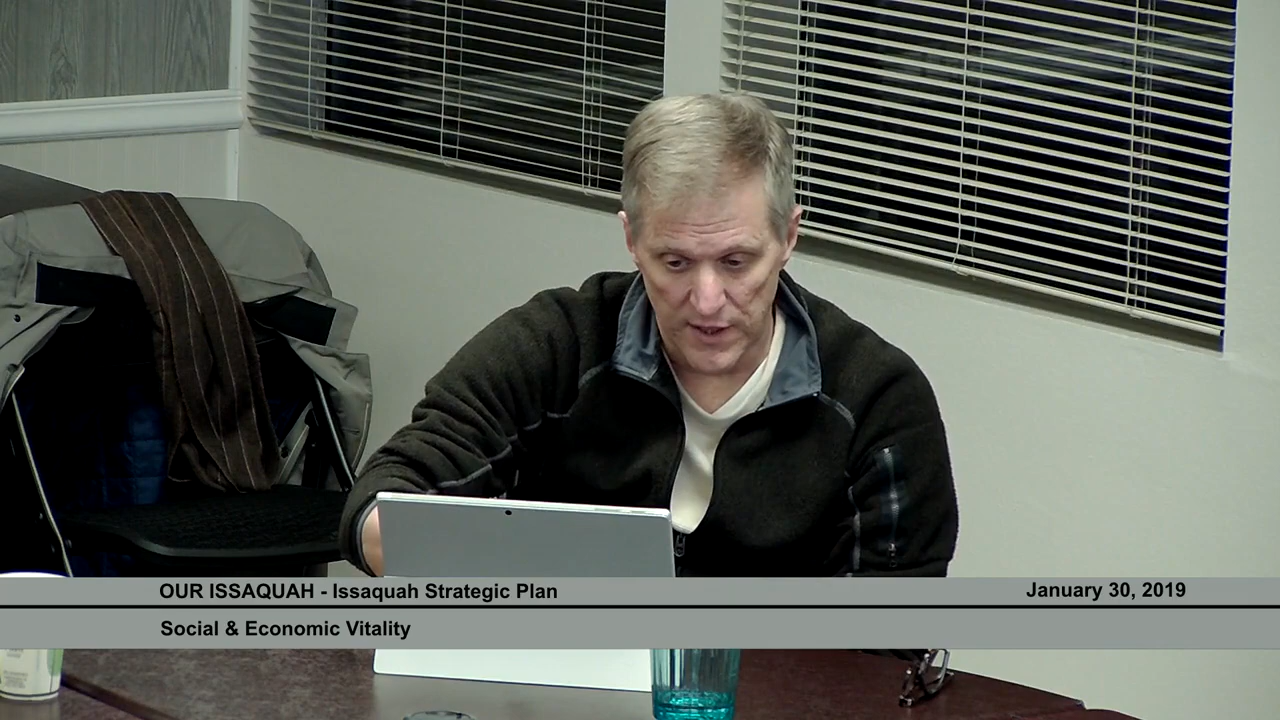 OUR ISSAQUAH - Issaquah Strategic Plan
January 30, 2019
Social & Economic Vitality